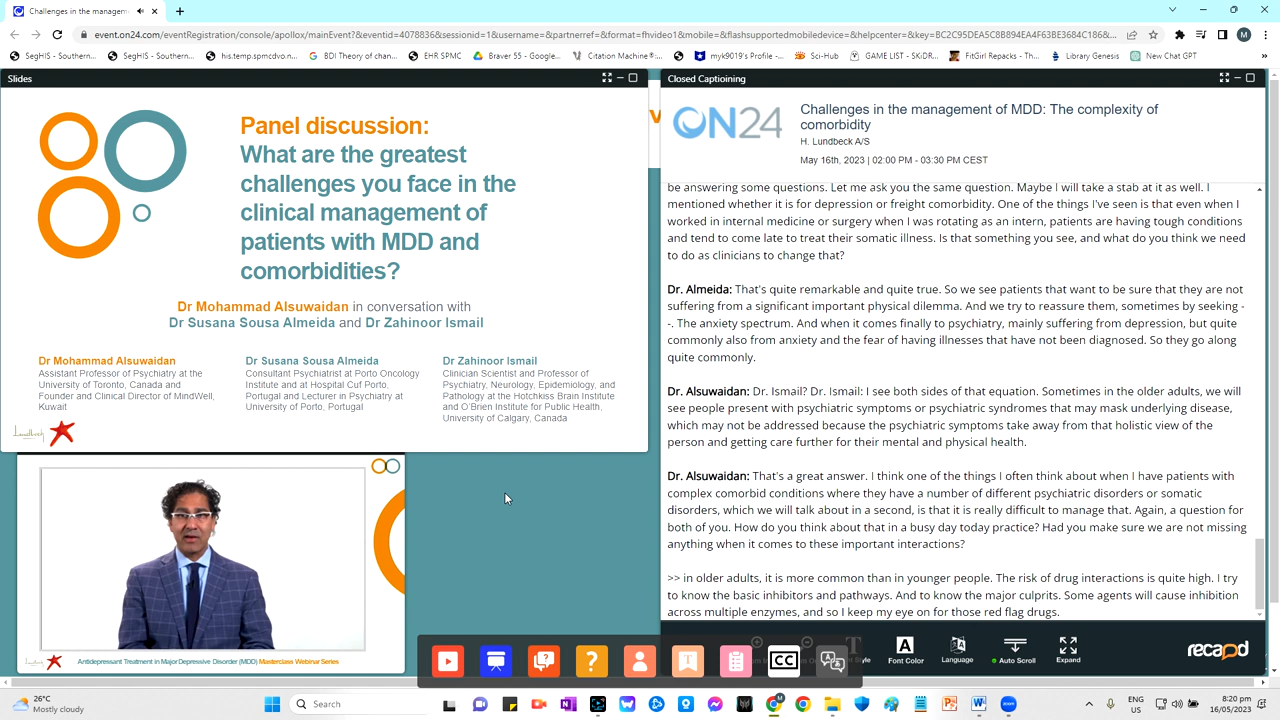 Challenges in the managem
event.on24.com/eventRegistration/console/apollox/mainEvent?&eventid=4078836&sessionid=1&username=&partnerref=&format=fhvideo1&mobile=&flashsupportedmobiledevice=&helpcenter=&key=BC2C95DEA5C8B894EA4F63BE3684C186&...
M
SegHIS - Southern...
SegHIS - Southern...
his.temp.spmcdvo.n...
BDI Theory of chan...
EHR SPMC
Braver 55 - Google...
Citation Machine®:...
myk9019's Profile -...
Sci-Hub
GAME LIST - SKiDR...
FitGirl Repacks - Th...
Library Genesis
New Chat GPT
Slides
Panel discussion:
What are the greatest
challenges you face in the
clinical management of
patients with MDD and
comorbidities?
Dr Mohammad Alsuwaidan in conversation with
Dr Susana Sousa Almeida and Dr Zahinoor Ismail
Dr Mohammad Alsuwaidan
Assistant Professor of Psychiatry at the
University of Toronto, Canada and
Founder and Clinical Director of MindWell,
Kuwait
Dr Susana Sousa Almeida
Consultant Psychiatrist at Porto Oncology
Institute and at Hospital Cuf Porto,
Portugal and Lecturer in Psychiatry at
University of Porto, Portugal
Dr Zahinoor Ismail
Clinician Scientist and Professor of
Psychiatry, Neurology, Epidemiology, and
Pathology at the Hotchkiss Brain Institute
and O'Brien Institute for Public Health,
University of Calgary, Canada
Lundbeck
Lundbeck
Antidepressant Treatment in Major Depressive Disorder (MDD) Masterclass Webinar Series
Closed Captioining
ON24
Challenges in the management of MDD: The complexity of
comorbidity
H. Lundbeck A/S
May 16th, 2023 | 02:00 PM - 03:30 PM CEST
be answering some questions. Let me ask you the same question. Maybe I will take a stab at it as well. I
mentioned whether it is for depression or freight comorbidity. One of the things I've seen is that even when I
worked in internal medicine or surgery when I was rotating as an intern, patients are having tough conditions
and tend to come late to treat their somatic illness. Is that something you see, and what do you think we need
to do as clinicians to change that?
Dr. Almeida: That's quite remarkable and quite true. So we see patients that want to be sure that they are not
suffering from a significant important physical dilemma. And we try to reassure them, sometimes by seeking -
-. The anxiety spectrum. And when it comes finally to psychiatry, mainly suffering from depression, but quite
commonly also from anxiety and the fear of having illnesses that have not been diagnosed. So they go along
quite commonly.
Dr. Alsuwaidan: Dr. Ismail? Dr. Ismail: I see both sides of that equation. Sometimes in the older adults, we will
see people present with psychiatric symptoms or psychiatric syndromes that may mask underlying disease,
which may not be addressed because the psychiatric symptoms take away from that holistic view of the
person and getting care further for their mental and physical health.
Dr. Alsuwaidan: That's a great answer. I think one of the things I often think about when I have patients with
complex comorbid conditions where they have a number of different psychiatric disorders or somatic
disorders, which we will talk about in a second, is that it is really difficult to manage that. Again, a question for
both of you. How do you think about that in a busy day today practice? Had you make sure we are not missing
anything when it comes to these important interactions?
>> in older adults, it is more common than in younger people. The risk of drug interactions is quite high. I try
to know the basic inhibitors and pathways. And to know the major culprits. Some agents will cause inhibition
across multiple enzymes, and so I keep my eye on for those red flag drugs.
Font Color
Language
Auto Scroll
Expand
recapd
CC
26°C
Mostly cloudy
Search
ENG
US
8:20 pm
16/05/2023